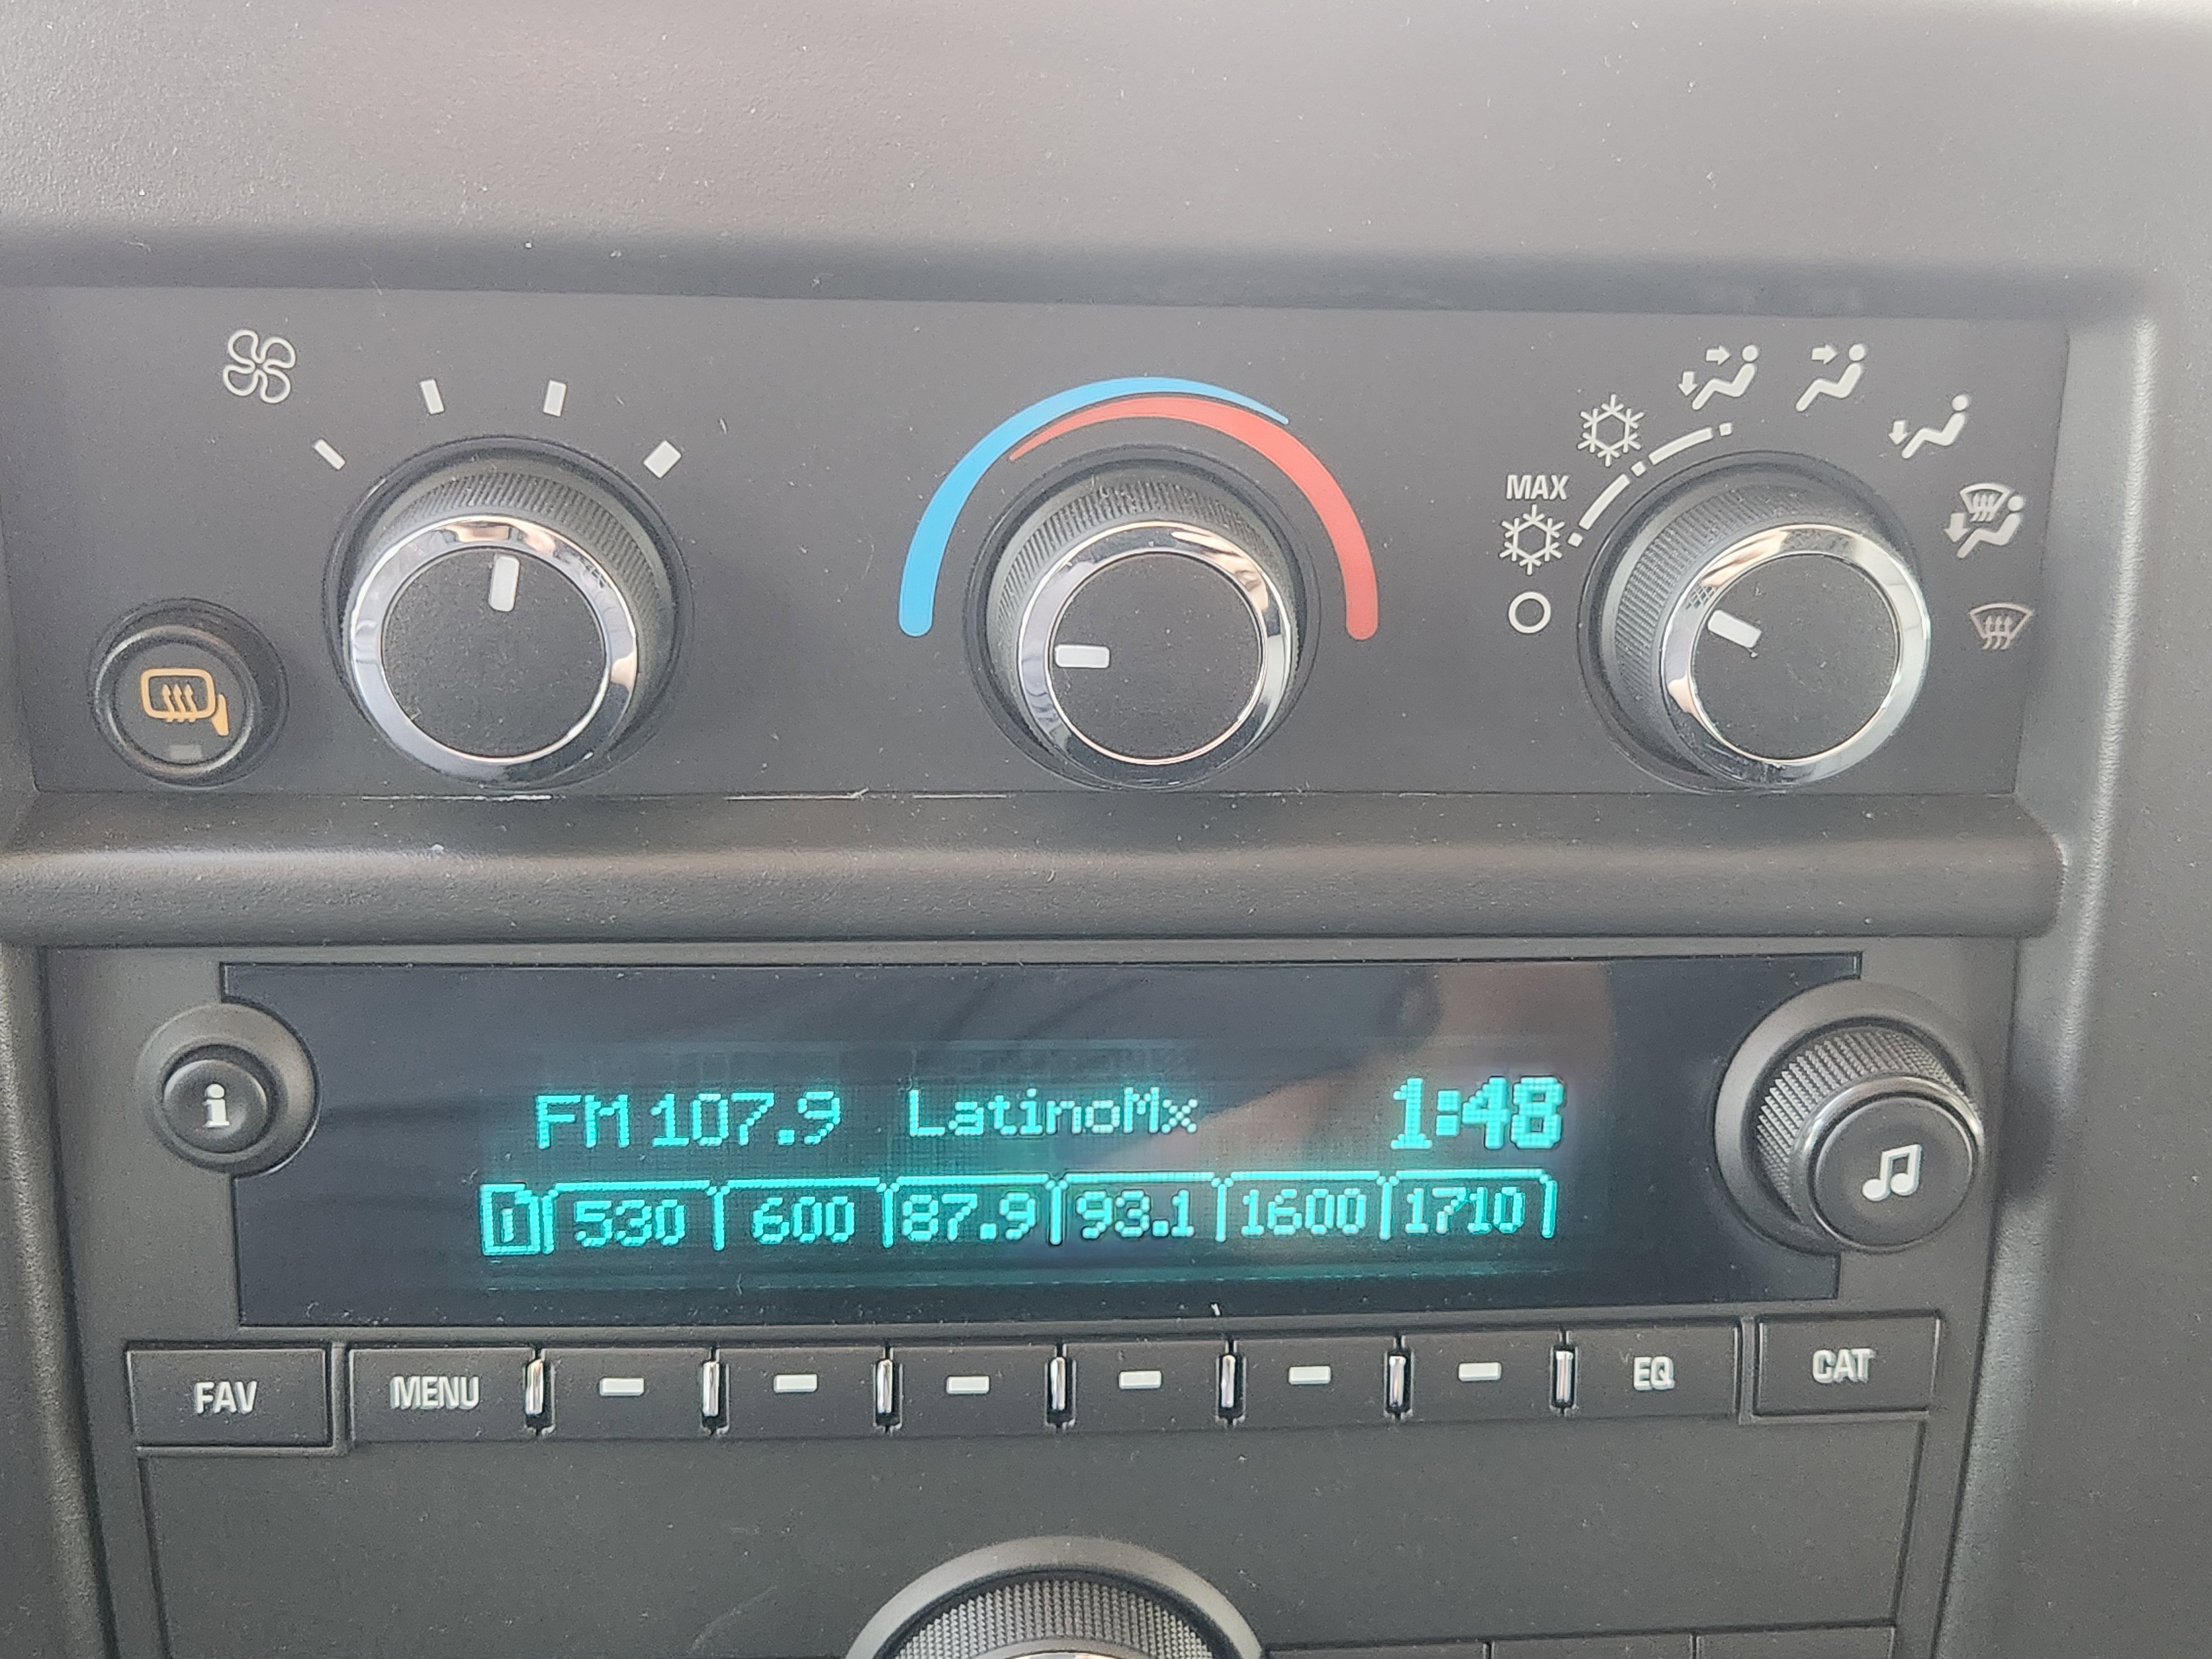 MAX
i
FM 107.9 LatinoMx 1:48
1 530 600 87.9 93.1 1600 1710
FAV MENU EQ CAT